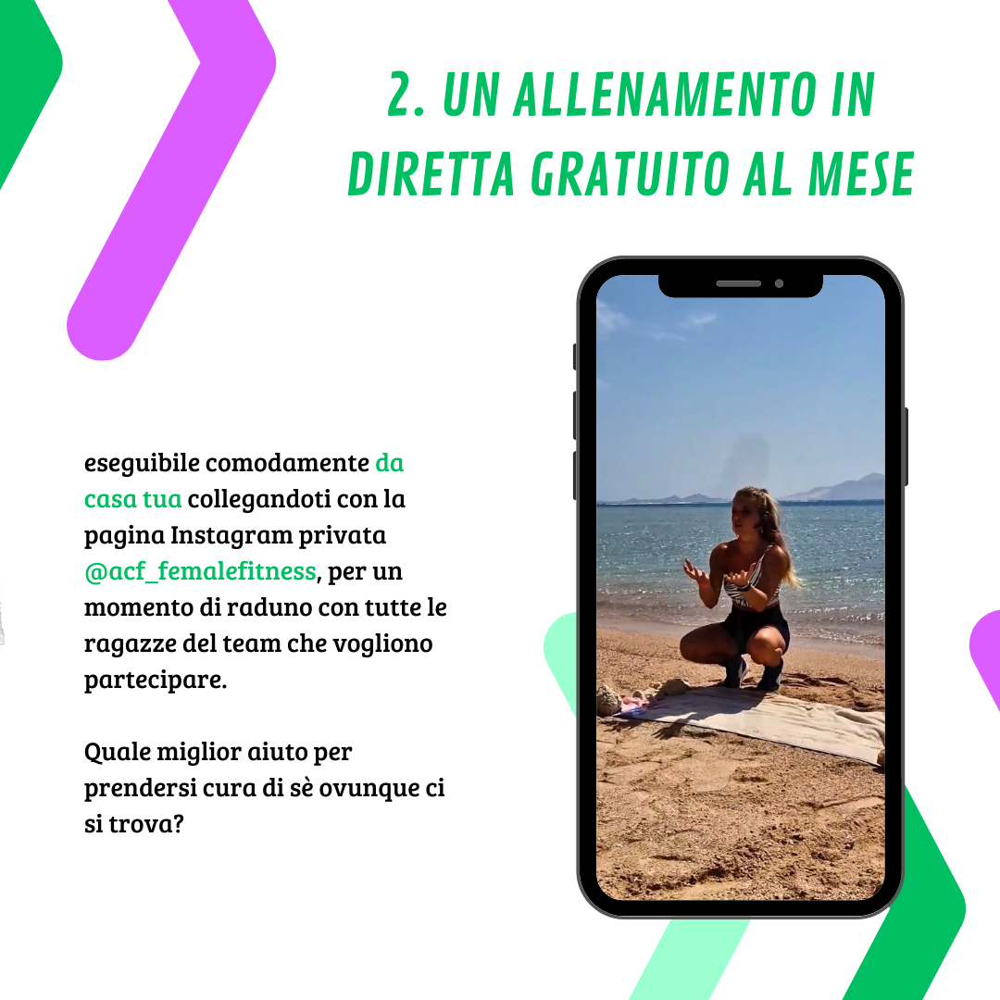 2. UN ALLENAMENTO IN
DIRETTA GRATUITO AL MESE
eseguibile comodamente da
casa tua collegandoti con la
pagina Instagram privata
@acf_femalefitness, per un
momento di raduno con tutte le
ragazze del team che vogliono
partecipare.
Quale miglior aiuto per
prendersi cura di sè ovunque ci
si trova?